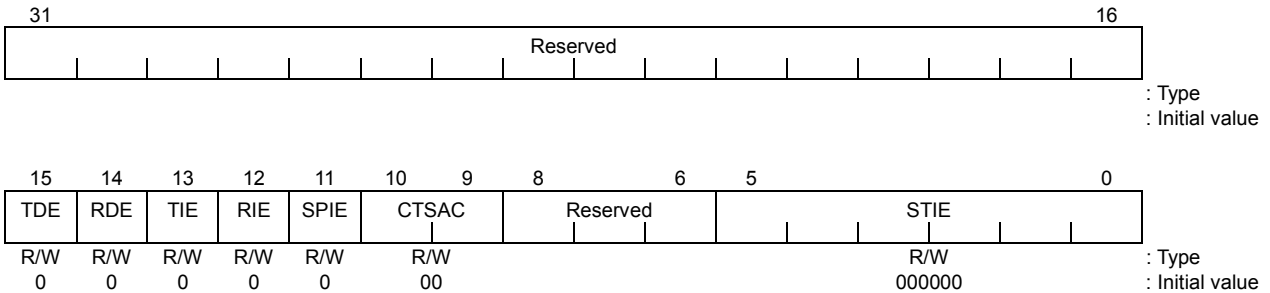 31 16
Reserved
: Type
: Initial value
15 14 13 12 11 10 9 8 6 5 0
TDE RDE TIE RIE SPIE CTSAC Reserved STIE
R/W R/W R/W R/W R/W R/W R/W : Type
0 0 0 0 0 00 000000 : Initial value